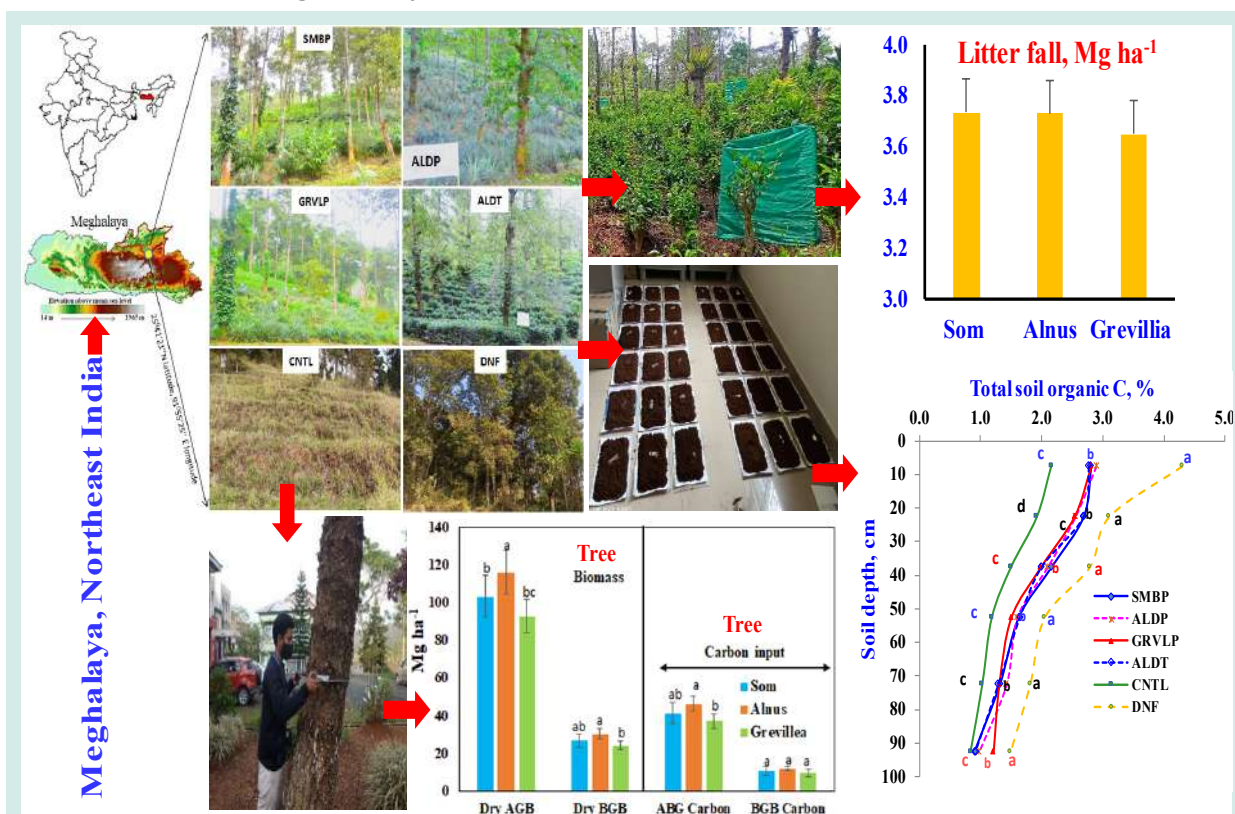 Meghalaya
Elevation above mean sea level
14 m
1965 m
Meghalaya, Northeast India
SMBP
ALDP
GRVLP
ALDT
CNTL
DNF
Litter fall, Mg ha-1
4.0
3.8
3.6
3.4
3.2
3.0
Som Alnus Grevillia
Total soil organic C, %
0.0 1.0 2.0 3.0 4.0 5.0
Soil depth, cm
0
10
20
30
40
50
60
70
80
90
100
c b a
d c b a
c b a
c a
c b a
c b a
SMBP
ALDP
GRVLP
ALDT
CNTL
DNF
Mg ha-1
140
120
100
80
60
40
20
0
Tree
Biomass
Tree
Carbon input
b a bc
ab a b
ab a b
a a a
Som
Alnus
Grevillea
Dry AGB Dry BGB ABG Carbon BGB Carbon